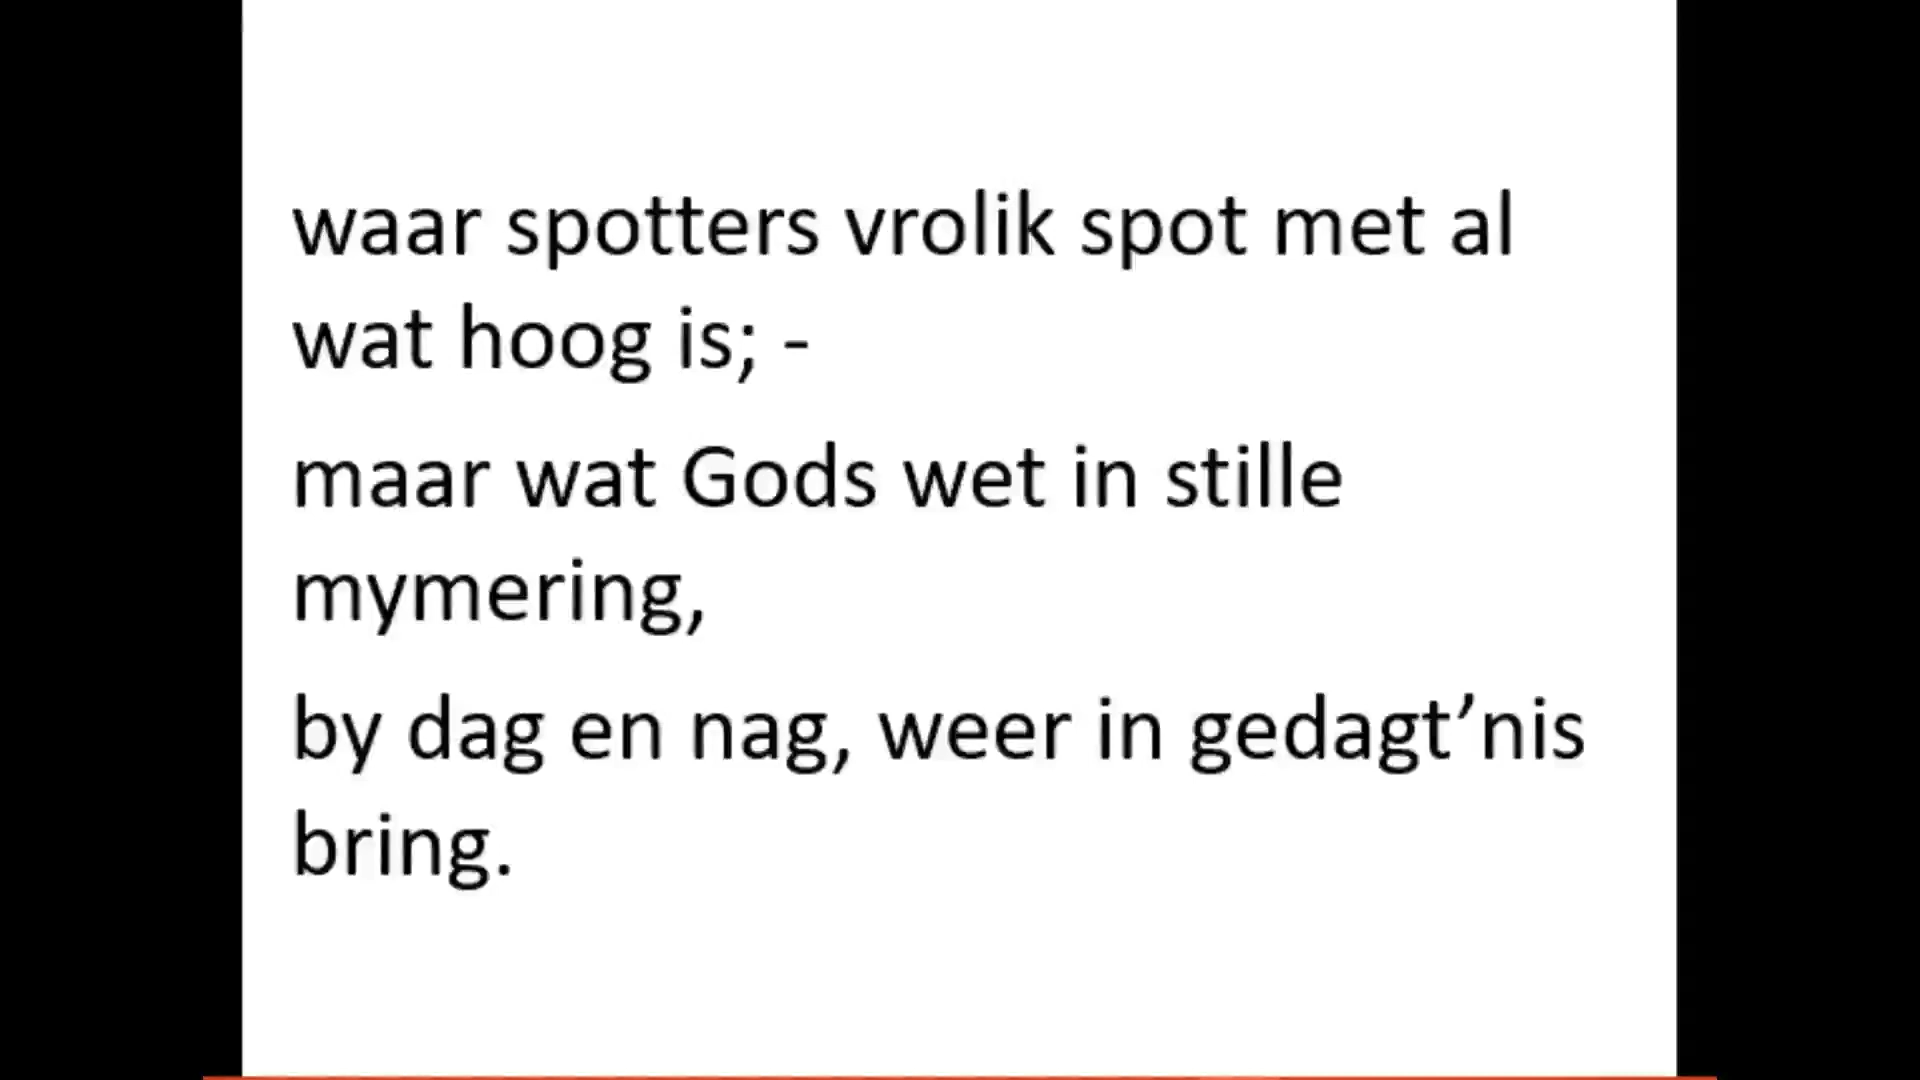 waar spotters vrolik spot met al
wat hoog is; -
maar wat Gods wet in stille
mymering,
by dag en nag, weer in gedagt’nis
bring.